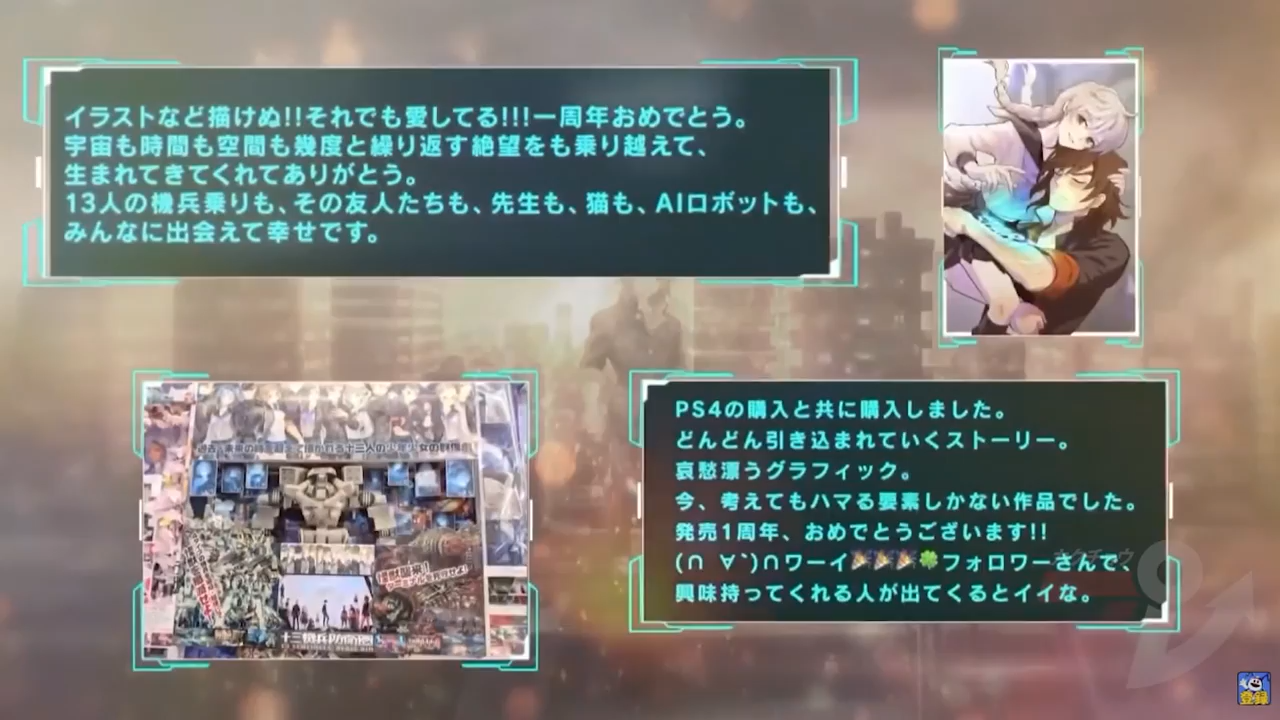 イラストなど描けぬ!!それでも愛してる!!!一周年おめでとう。
宇宙も時間も空間も幾度と繰り返す絶望をも乗り越えて、
生まれてきてくれてありがとう。
13人の機兵乗りも、その友人たちも、先生も、猫も、AIロボットも、
みんなに出会えて幸せです。
十三機兵防衛圏
PS4の購入と共に購入しました。
どんどん引き込まれていくストーリー。
哀愁漂うグラフィック。
今、考えてもハマる要素しかない作品でした。
発売1周年、おめでとうございます!!
(∩ ∀`)∩ワーイ🎉🎉🎉🍀フォロワーさんで、
興味持ってくれる人が出てくるとイイな。
登録